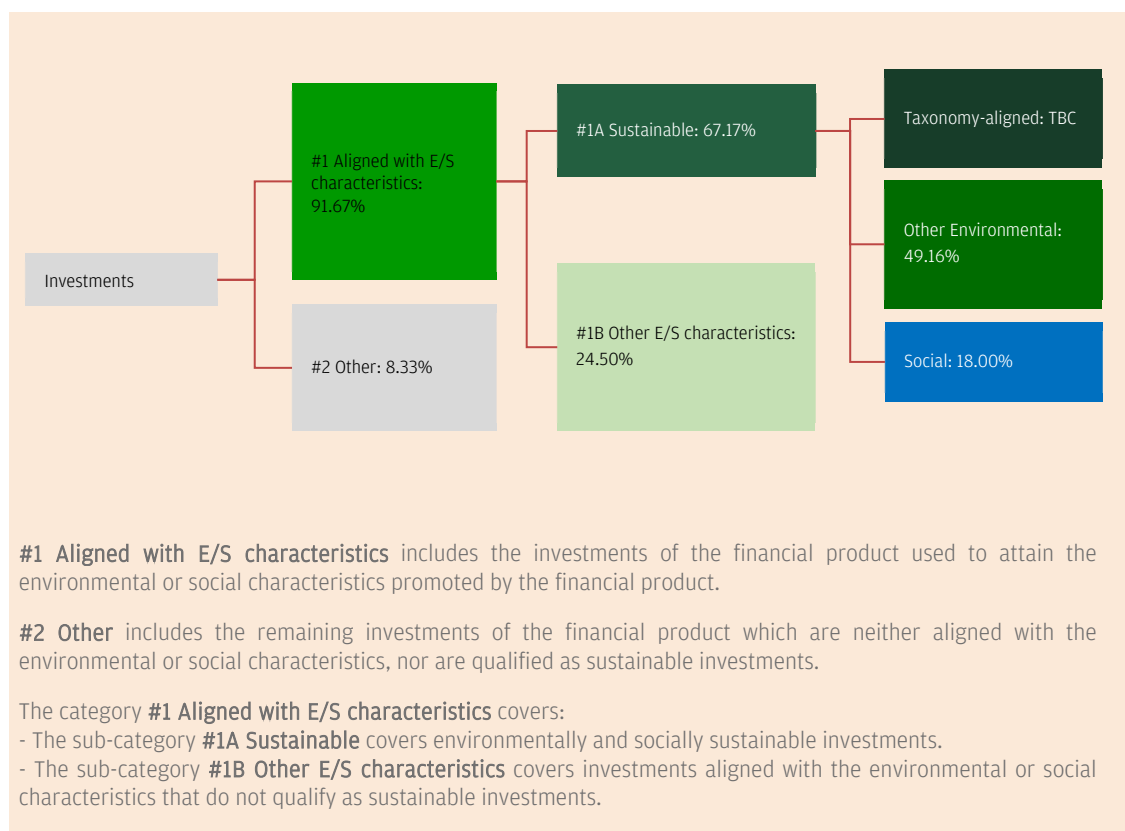 Investments
#1 Aligned with E/S
characteristics:
91.67%
#2 Other: 8.33%
#1A Sustainable: 67.17%
#1B Other E/S characteristics:
24.50%
Taxonomy-aligned: TBC
Other Environmental:
49.16%
Social: 18.00%
#1 Aligned with E/S characteristics includes the investments of the financial product used to attain the
environmental or social characteristics promoted by the financial product.
#2 Other includes the remaining investments of the financial product which are neither aligned with the
environmental or social characteristics, nor are qualified as sustainable investments.
The category #1 Aligned with E/S characteristics covers:
- The sub-category #1A Sustainable covers environmentally and socially sustainable investments.
- The sub-category #1B Other E/S characteristics covers investments aligned with the environmental or social
characteristics that do not qualify as sustainable investments.